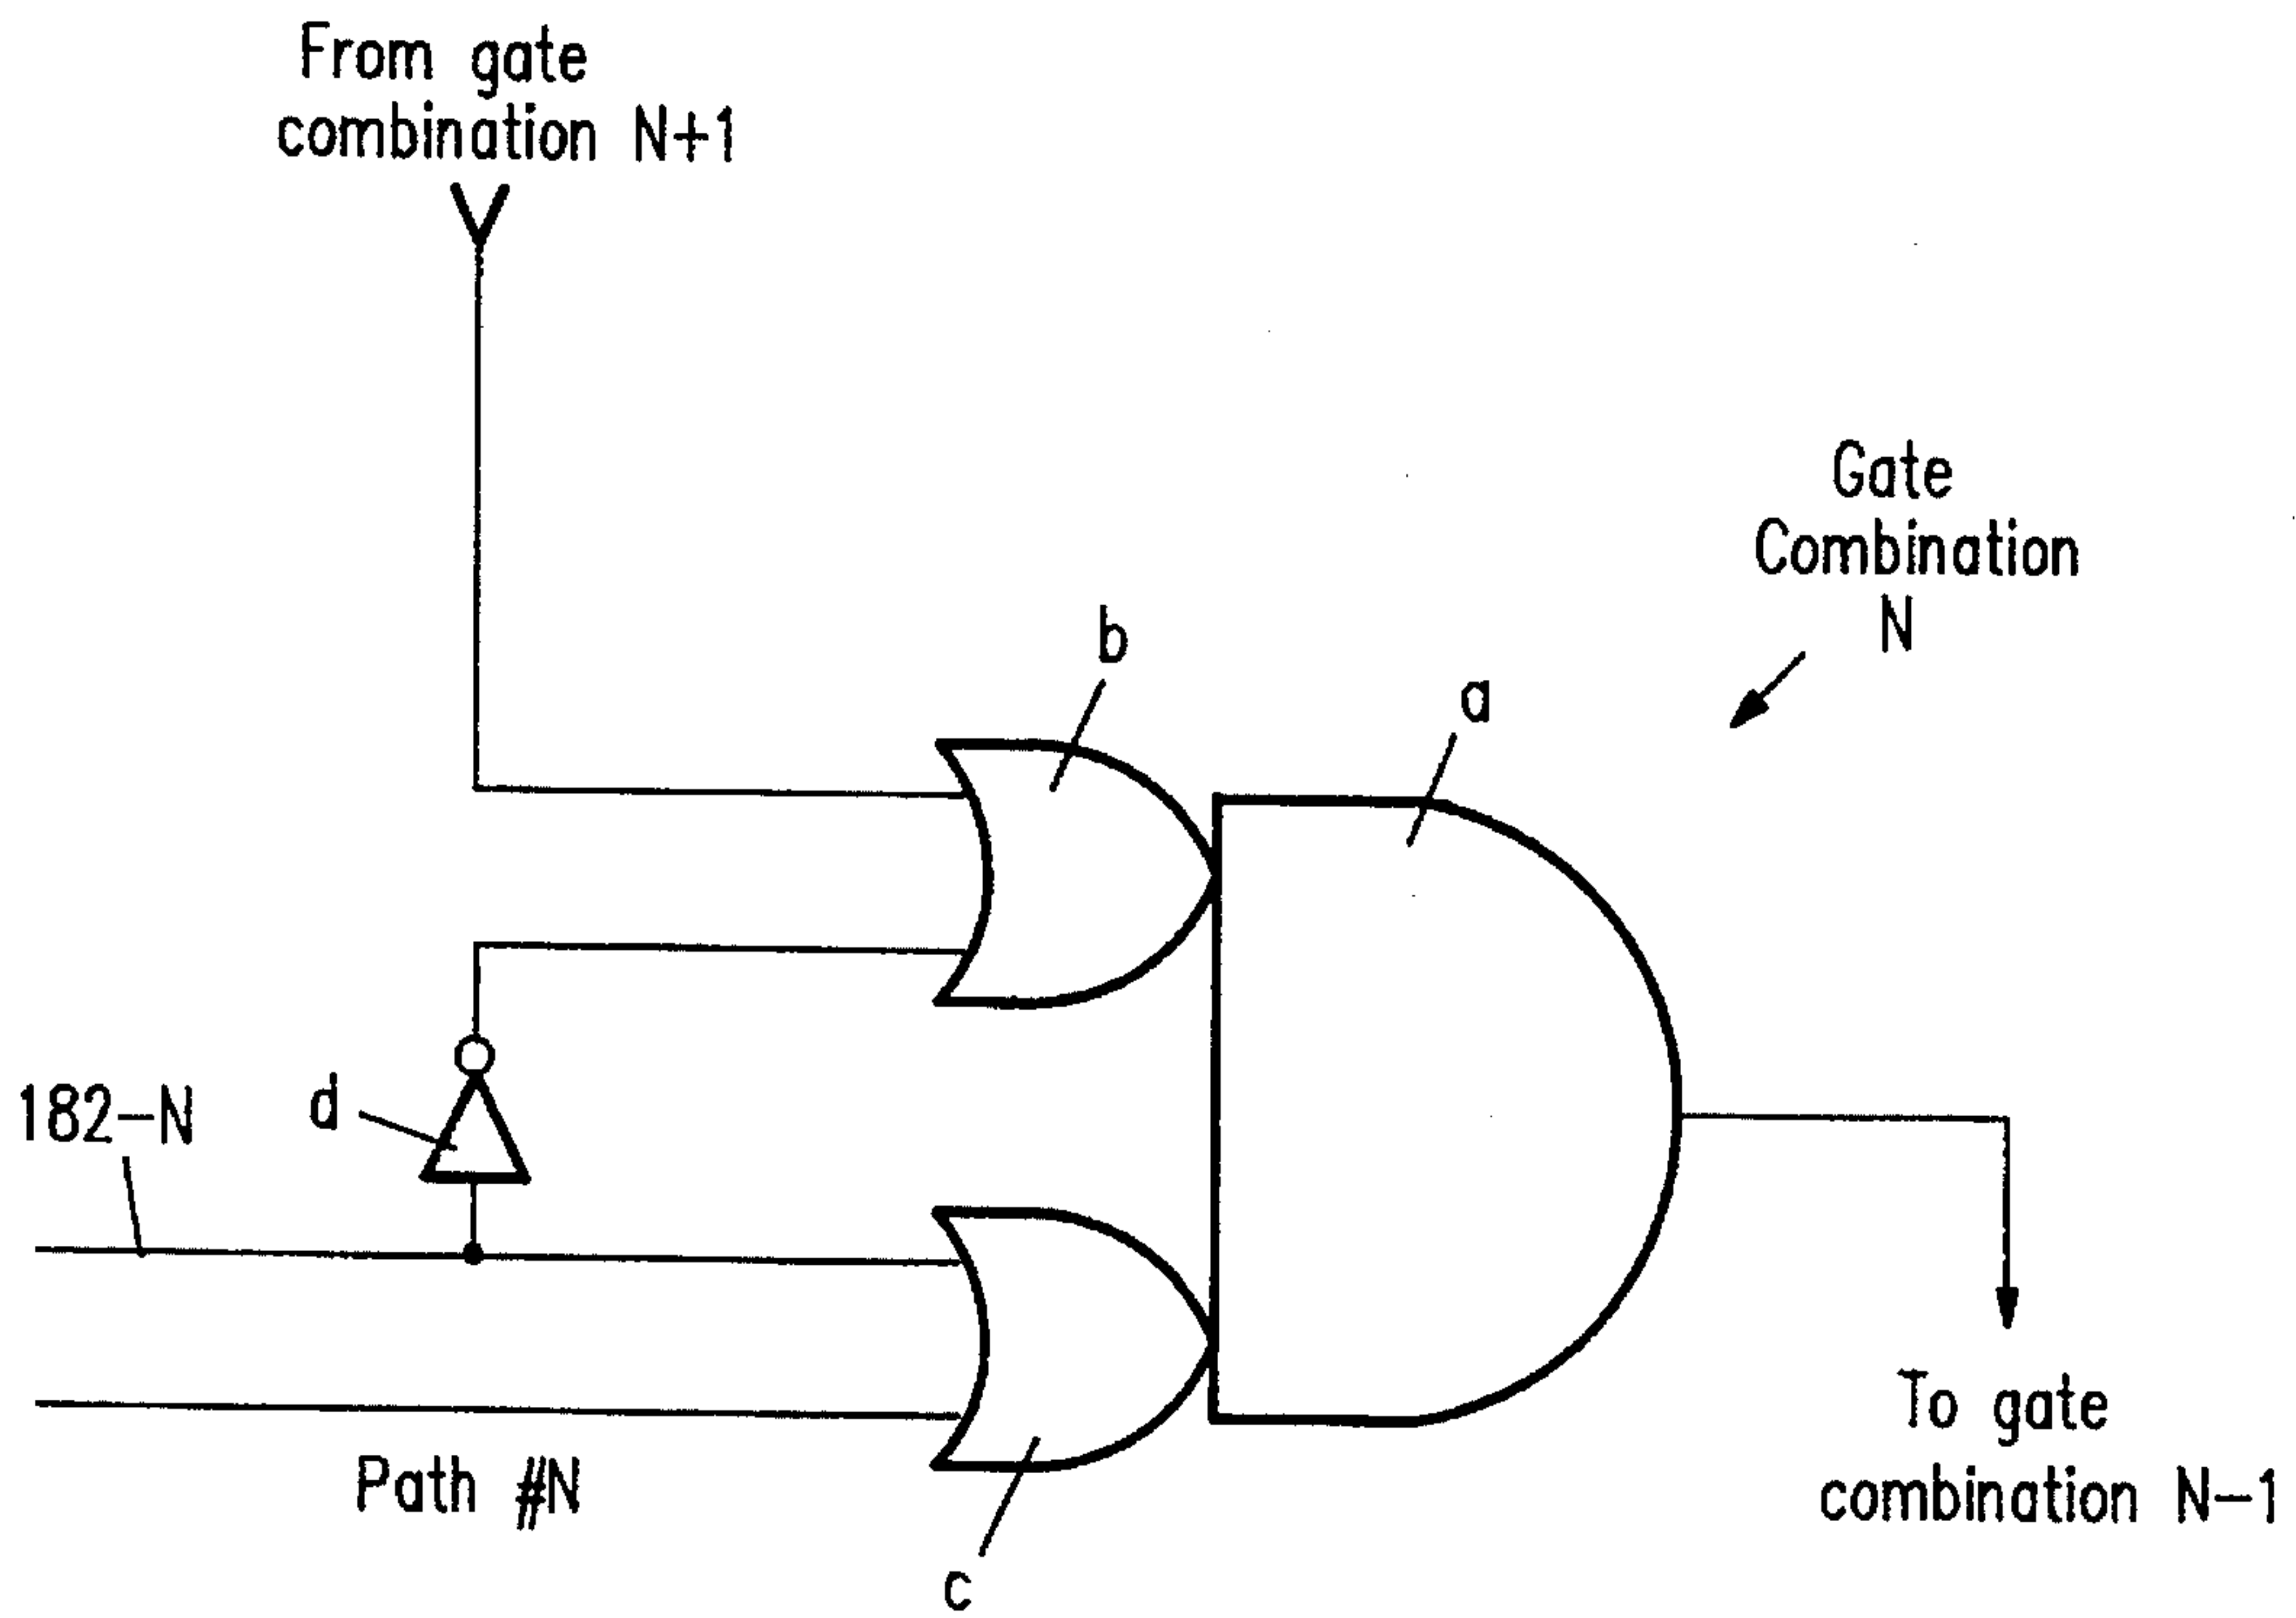 From gate
combination N+1
Gate
Combination
N
b
a
182-N
d
To gate
combination N-1
Path #N
c